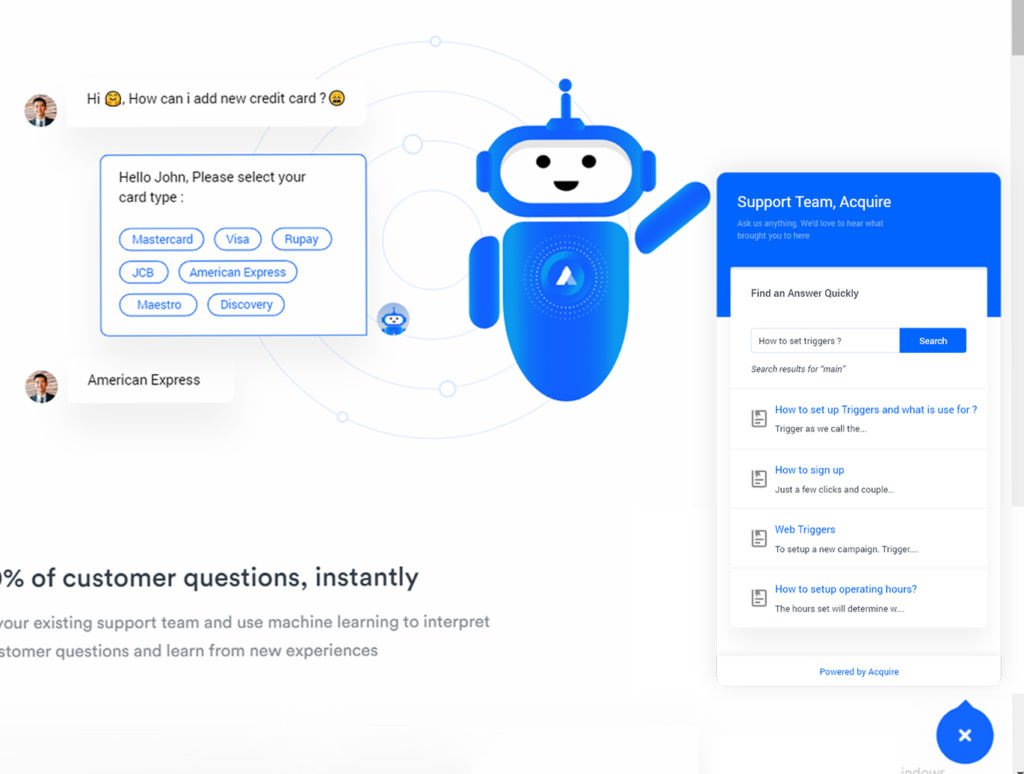 Hi 🤗, How can i add new credit card ?😩
Hello John, Please select your
card type :
Mastercard Visa Rupay
JCB American Express
Maestro Discovery
American Express
% of customer questions, instantly
your existing support team and use machine learning to interpret
customer questions and learn from new experiences
Support Team, Acquire
Ask us anything. We'd love to hear what
brought you to here
Find an Answer Quickly
How to set triggers ? Search
Search results for "main"
How to set up Triggers and what is use for ?
Trigger as we call the...
How to sign up
Just a few clicks and couple...
Web Triggers
To setup a new campaign. Trigger....
How to setup operating hours?
The hours set will determine w....
Powered by Acquire